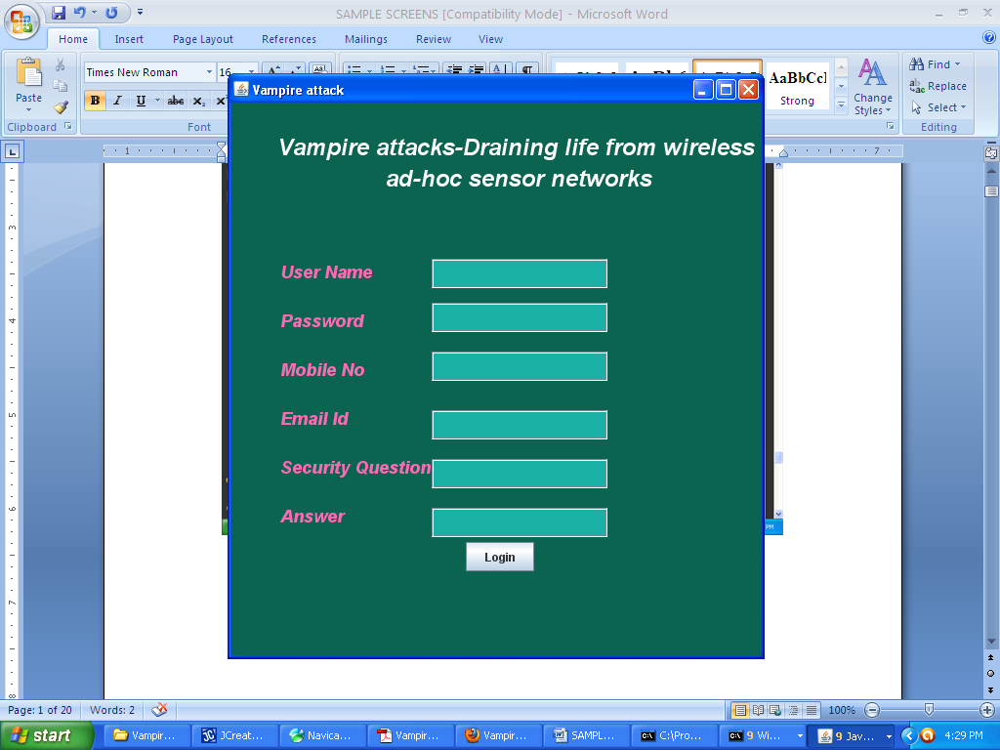 SAMPLE SCREENS [Compatibility Mode] - Microsoft Word
Home Insert Page Layout References Mailings Review View
Times New Roman 16
Paste
B I U abc
AaBbCcl
Strong
Change Styles
Find
Replace
Select
Clipboard Font Editing
Vampire attack
Vampire attacks-Draining life from wireless
ad-hoc sensor networks
User Name
Password
Mobile No
Email Id
Security Question
Answer
Login
PM
Page: 1 of 20 Words: 2 100%
start Vampir... JCreat... Navica... Vampir... Vampir... SAMPL... C:\Pro... 9 Wi... 9 Jav... 4:29 PM